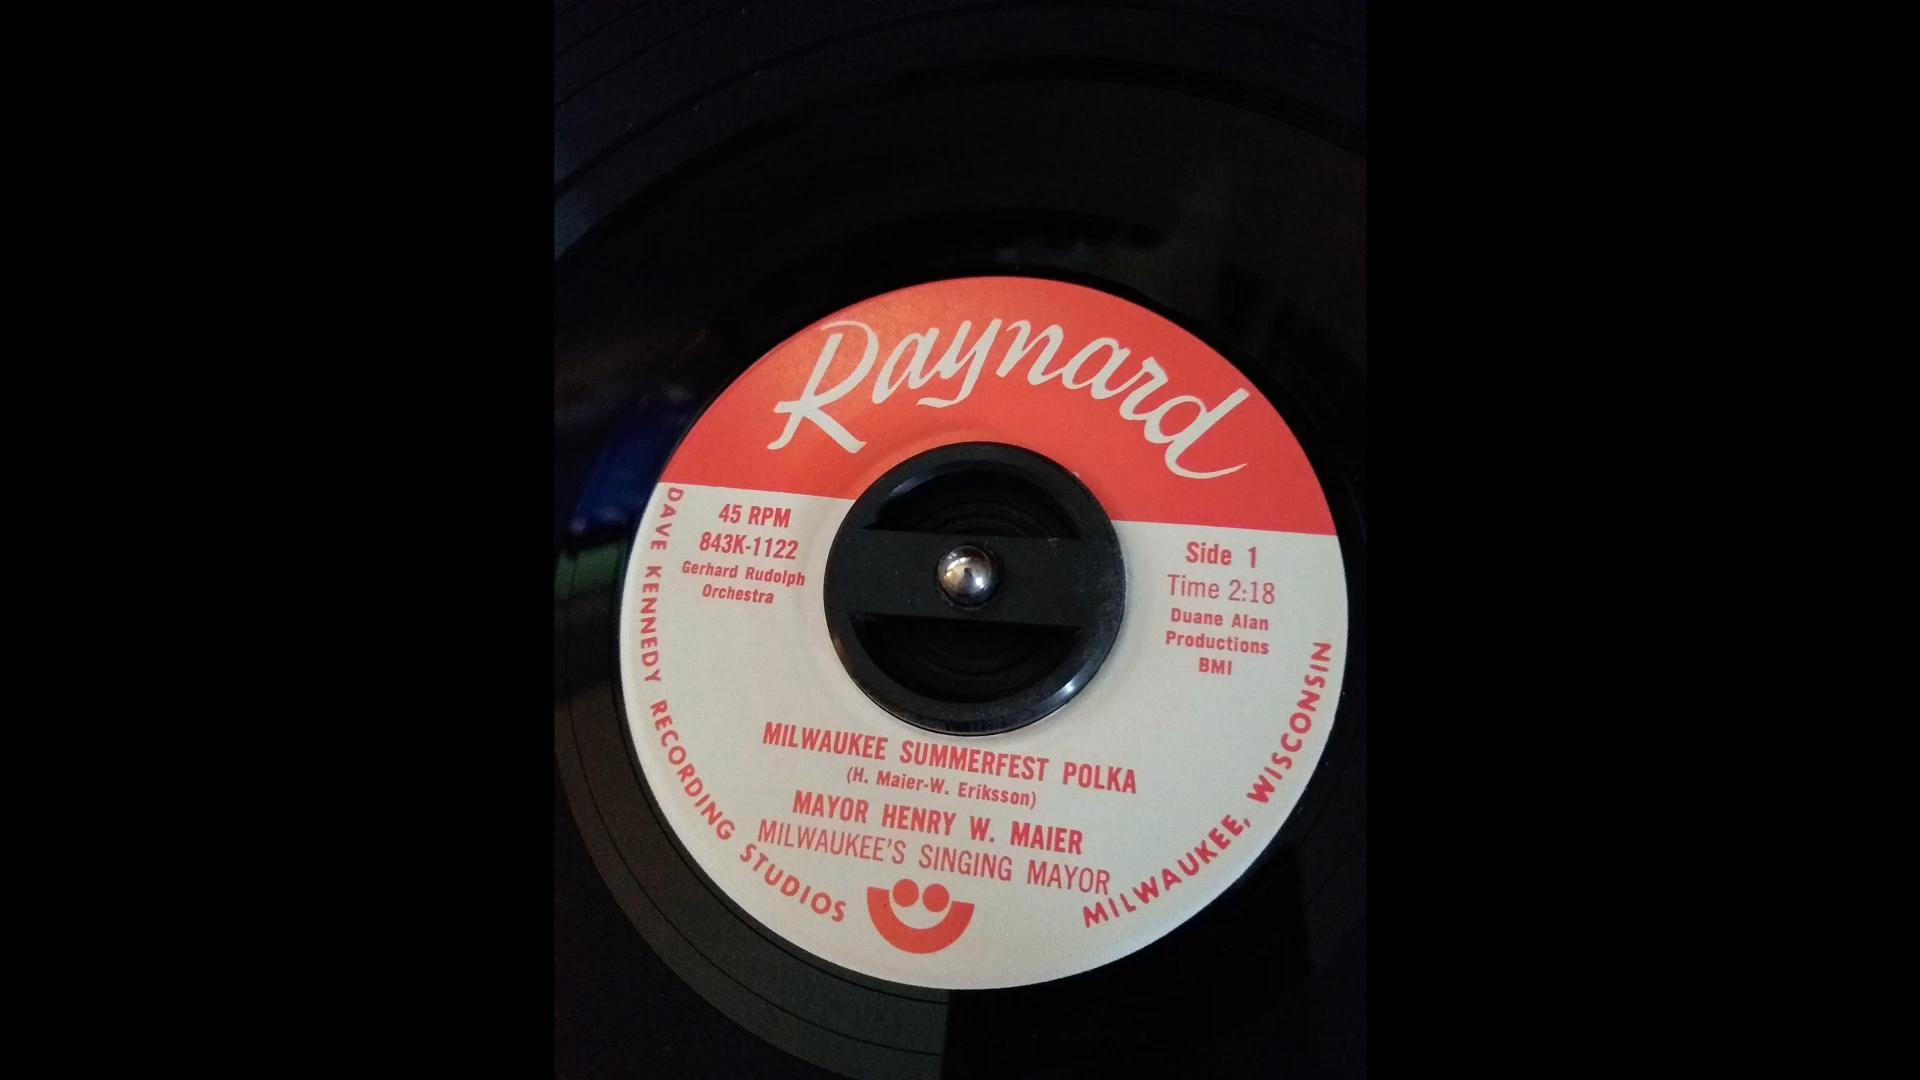 Raynard
45 RPM
843K-1122
Gerhard Rudolph
Orchestra
Side 1
Time 2:18
Duane Alan
Productions
BMI
MILWAUKEE SUMMERFEST POLKA
(H. Maier-W. Eriksson)
MAYOR HENRY W. MAIER
MILWAUKEE'S SINGING MAYOR
DAVE KENNEDY RECORDING STUDIOS
MILWAUKEE, WISCONSIN